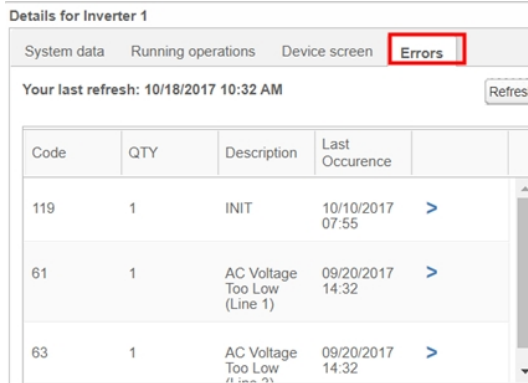 Details for Inverter 1
System data Running operations Device screen Errors
Your last refresh: 10/18/2017 10:32 AM
Refres
Code QTY Description Last Occurence
119 1 INIT 10/10/2017 07:55 >
61 1 AC Voltage Too Low (Line 1) 09/20/2017 14:32 >
63 1 AC Voltage Too Low 09/20/2017 14:32 >